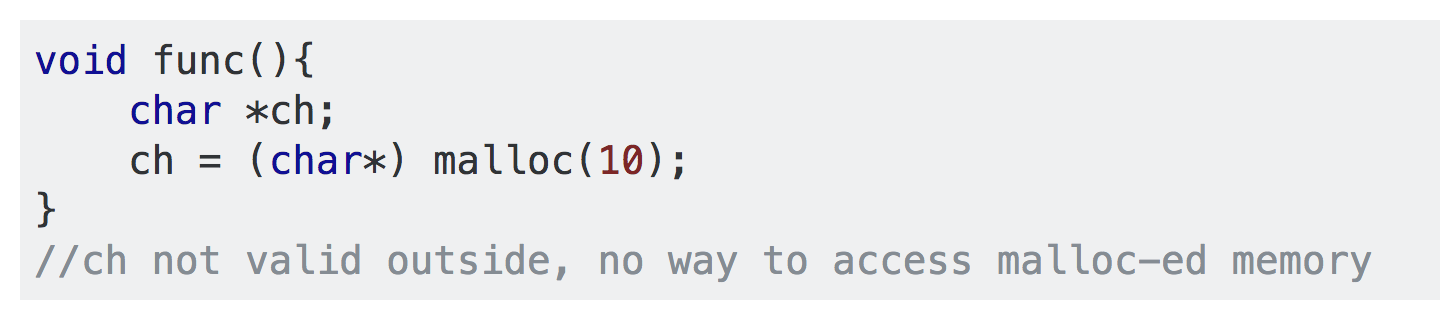 void func(){
    char *ch;
    ch = (char*) malloc(10);
}
//ch not valid outside, no way to access malloc-ed memory